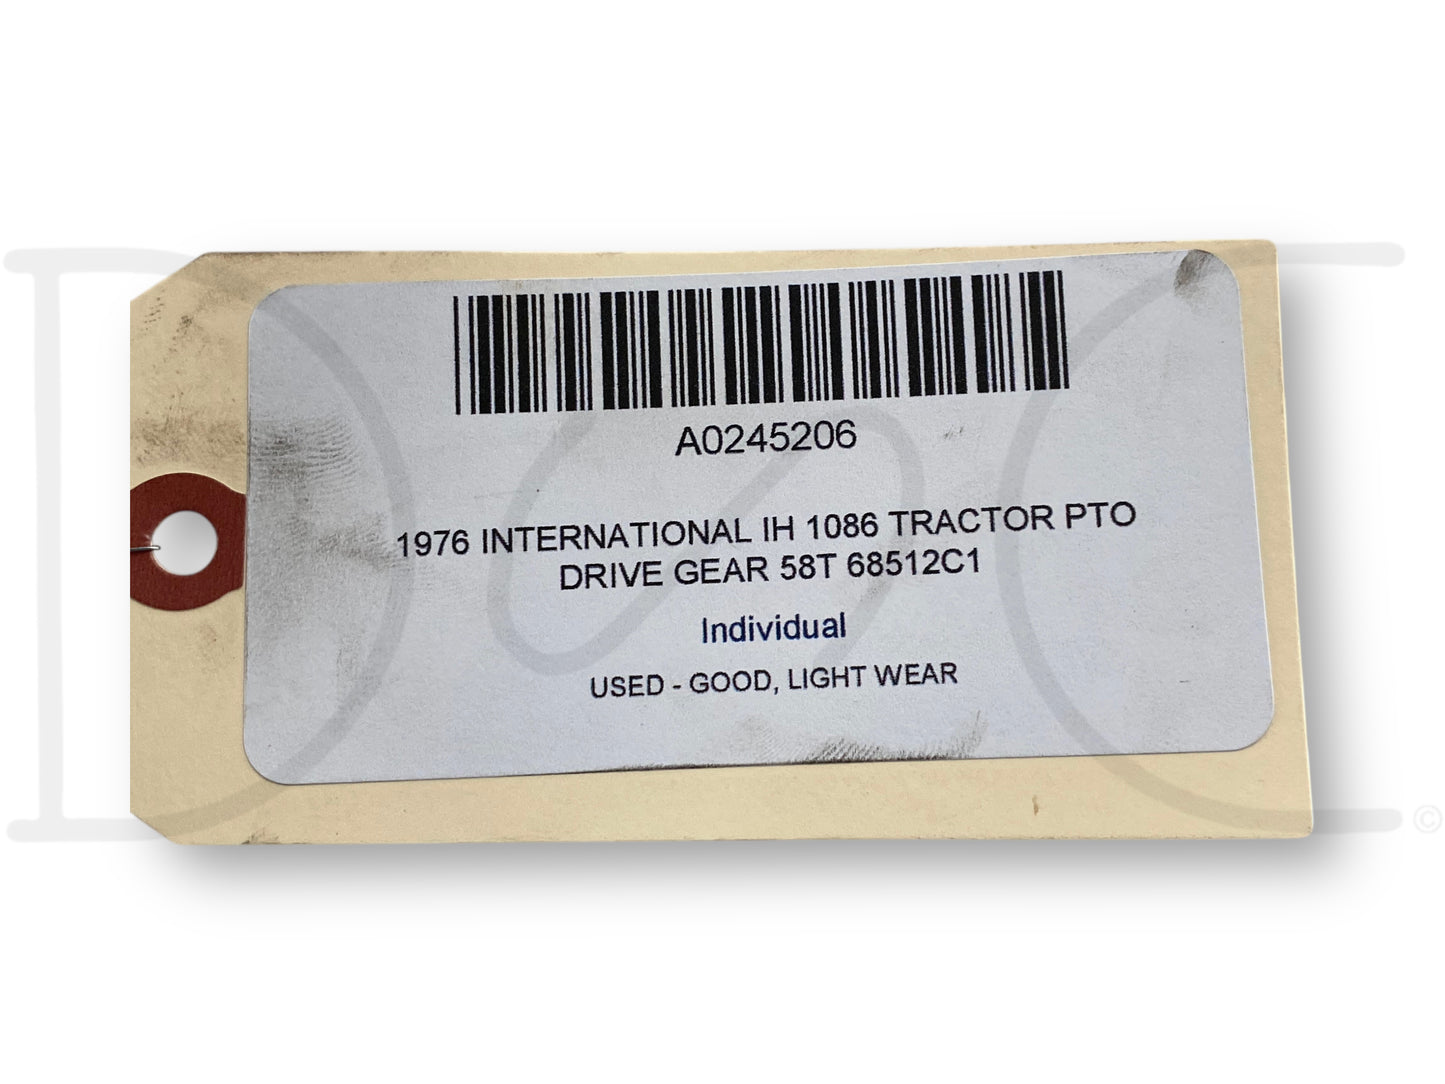 A0245206
1976 INTERNATIONAL IH 1086 TRACTOR PTO
DRIVE GEAR 58T 68512C1
Individual
USED - GOOD, LIGHT WEAR
©